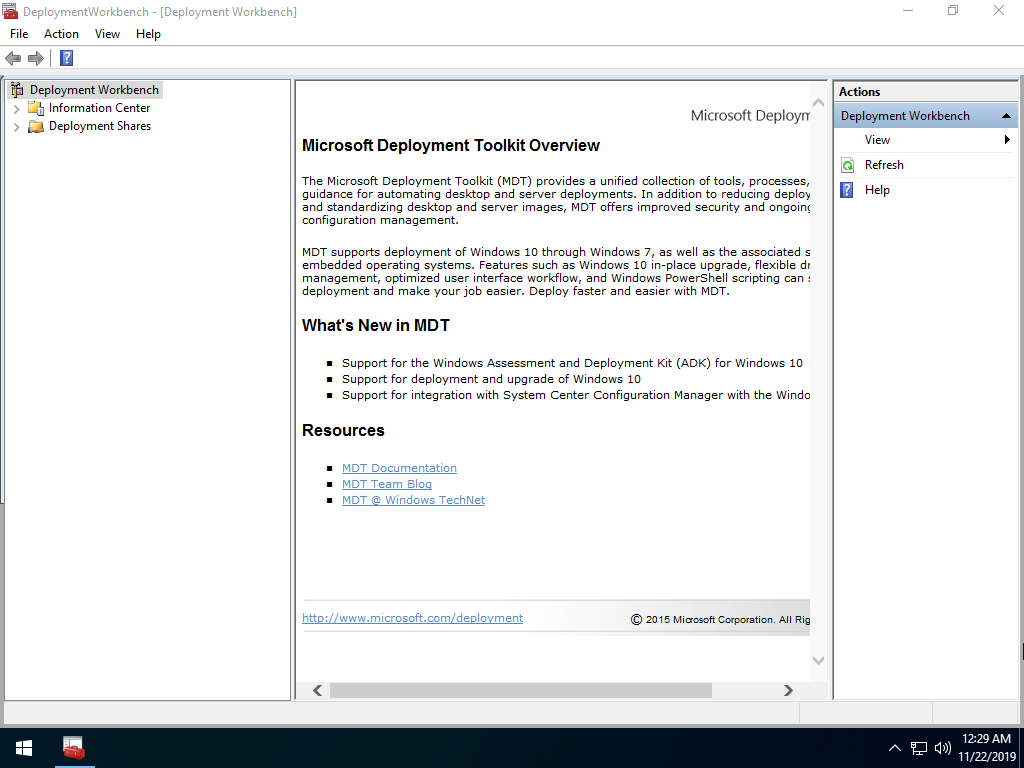 DeploymentWorkbench - [Deployment Workbench]
File Action View Help
Deployment Workbench
Information Center
Deployment Shares
Microsoft Deploym
Microsoft Deployment Toolkit Overview
The Microsoft Deployment Toolkit (MDT) provides a unified collection of tools, processes,
guidance for automating desktop and server deployments. In addition to reducing deploy
and standardizing desktop and server images, MDT offers improved security and ongoing
configuration management.
MDT supports deployment of Windows 10 through Windows 7, as well as the associated s
embedded operating systems. Features such as Windows 10 in-place upgrade, flexible dr
management, optimized user interface workflow, and Windows PowerShell scripting can s
deployment and make your job easier. Deploy faster and easier with MDT.
What's New in MDT
Support for the Windows Assessment and Deployment Kit (ADK) for Windows 10
Support for deployment and upgrade of Windows 10
Support for integration with System Center Configuration Manager with the Windo
Resources
MDT Documentation
MDT Team Blog
MDT @ Windows TechNet
http://www.microsoft.com/deployment
© 2015 Microsoft Corporation. All Rig
Actions
Deployment Workbench
View
Refresh
Help
12:29 AM
11/22/2019